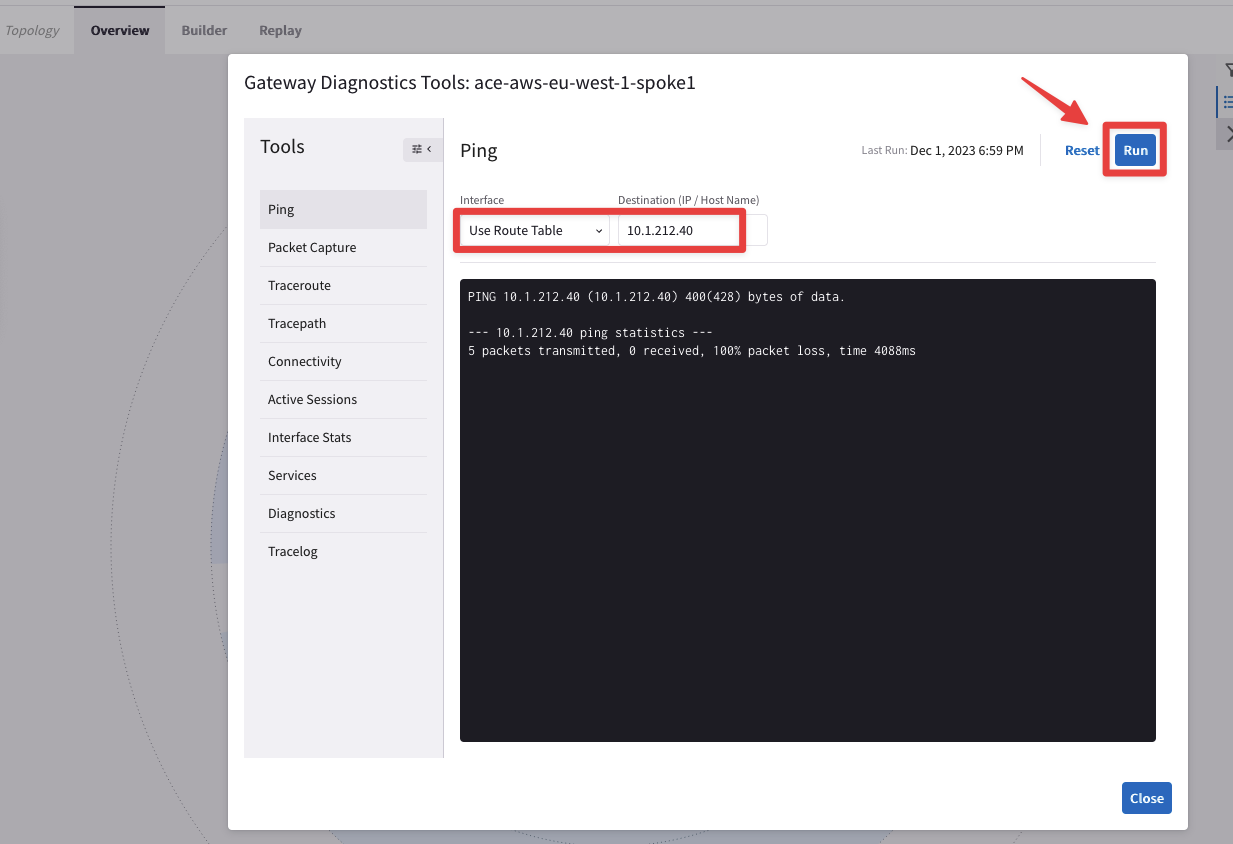 Topology Overview Builder Replay
Gateway Diagnostics Tools: ace-aws-eu-west-1-spoke1
Tools
Ping
Packet Capture
Traceroute
Tracepath
Connectivity
Active Sessions
Interface Stats
Services
Diagnostics
Tracelog
Ping
Last Run: Dec 1, 2023 6:59 PM
Reset
Run
Interface Destination (IP / Host Name)
Use Route Table 10.1.212.40
PING 10.1.212.40 (10.1.212.40) 400(428) bytes of data.
--- 10.1.212.40 ping statistics ---
5 packets transmitted, 0 received, 100% packet loss, time 4088ms
Close